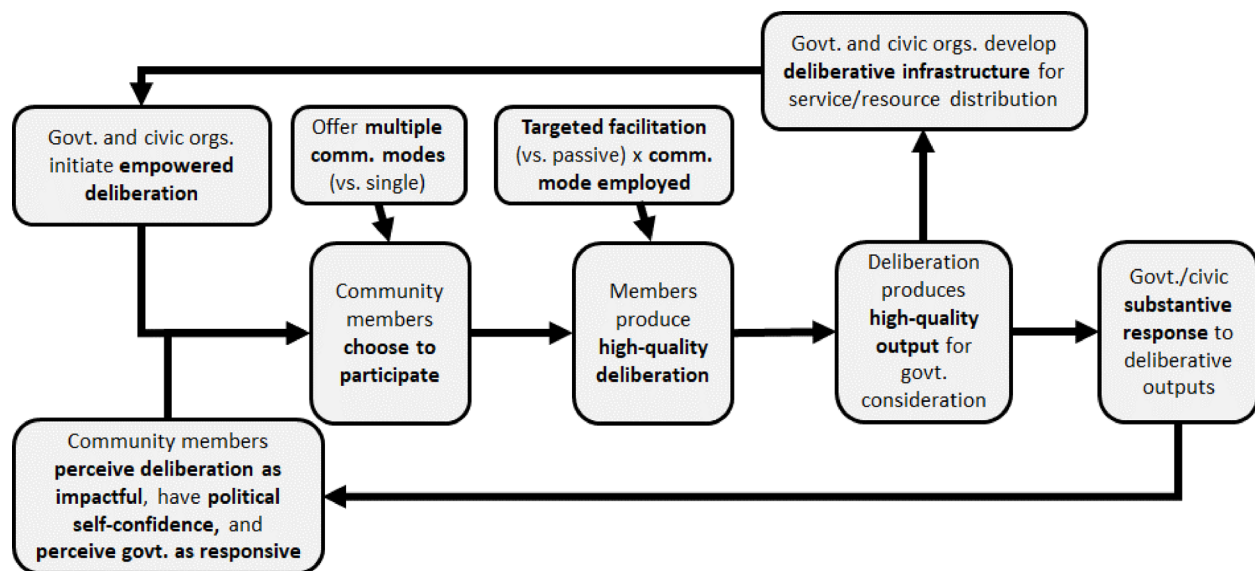 Govt. and civic orgs. develop
deliberative infrastructure for
service/resource distribution
Govt. and civic orgs.
initiate empowered
deliberation
Offer multiple
comm. modes
(vs. single)
Targeted facilitation
(vs. passive) x comm.
mode employed
Community
members
choose to
participate
Members
produce
high-quality
deliberation
Deliberation
produces
high-quality
output for
govt.
consideration
Govt./civic
substantive
response to
deliberative
outputs
Community members
perceive deliberation as
impactful, have political
self-confidence, and
perceive govt. as responsive